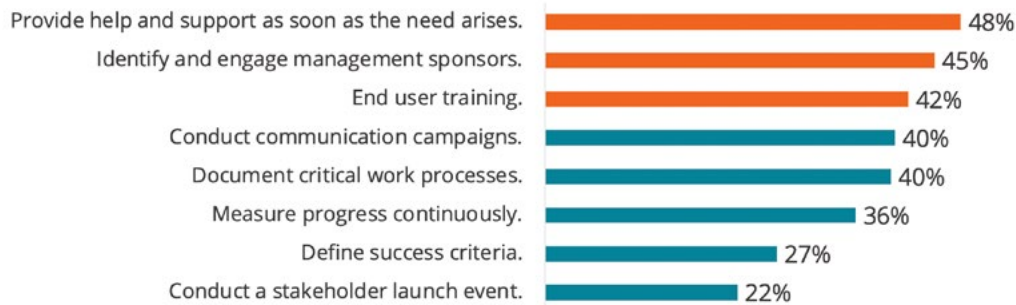 Provide help and support as soon as the need arises. 48%
Identify and engage management sponsors. 45%
End user training. 42%
Conduct communication campaigns. 40%
Document critical work processes. 40%
Measure progress continuously. 36%
Define success criteria. 27%
Conduct a stakeholder launch event. 22%